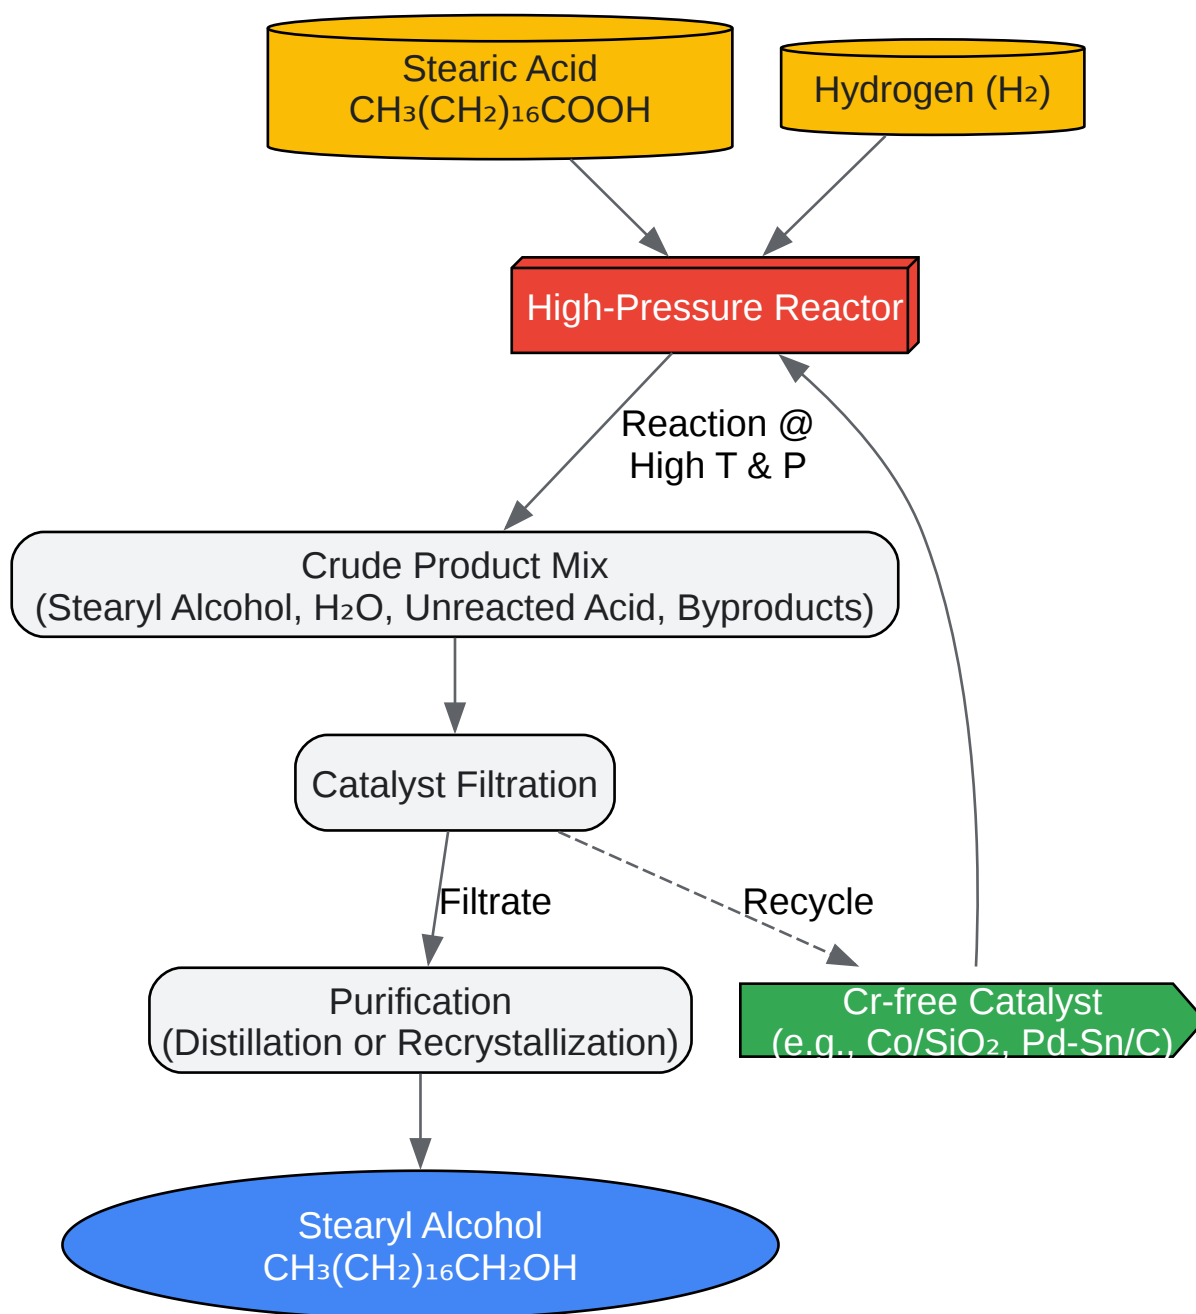 Stearic Acid
CH₃(CH₂)₁₆COOH
Hydrogen (H₂)
High-Pressure Reactor
Reaction @
High T & P
Crude Product Mix
(Stearyl Alcohol, H₂O, Unreacted Acid, Byproducts)
Catalyst Filtration
Filtrate
Recycle
Purification
(Distillation or Recrystallization)
Cr-free Catalyst
(e.g., Co/SiO₂, Pd-Sn/C)
Stearyl Alcohol
CH₃(CH₂)₁₆CH₂OH